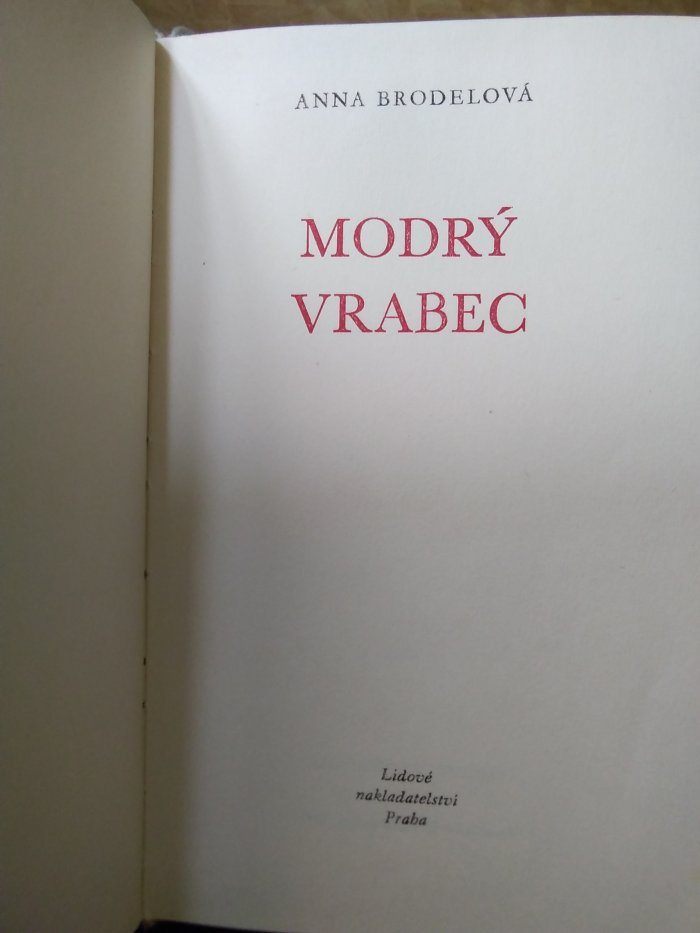 ANNA BRODELOVÁ
MODRÝ
VRABEC
Lidové
nakladatelství
Praha